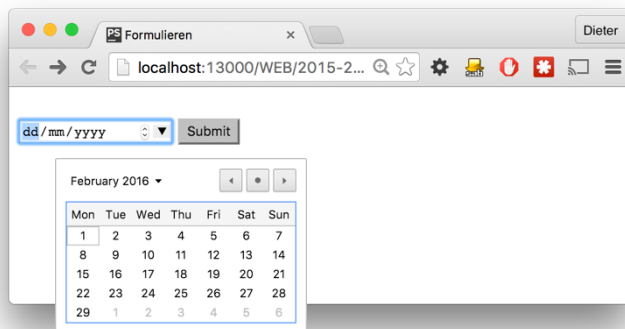 PS Formulieren × Dieter
localhost:13000/WEB/2015-2...
dd/mm/yyyy Submit
February 2016
Mon Tue Wed Thu Fri Sat Sun
1 2 3 4 5 6 7
8 9 10 11 12 13 14
15 16 17 18 19 20 21
22 23 24 25 26 27 28
29 1 2 3 4 5 6